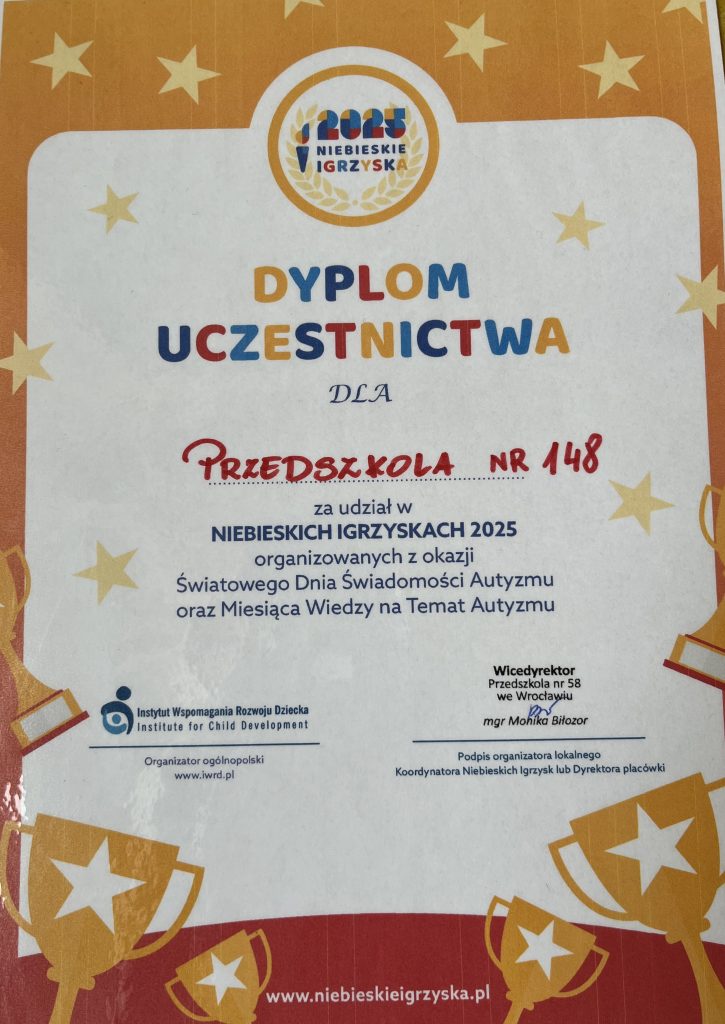 2025
NIEBIESKIE
IGRZYSKA
DYPLOM
UCZESTNICTWA
DLA
PRZEDSZKOLA NR 148
za udział w
NIEBIESKICH IGRZYSKACH 2025
organizowanych z okazji
Światowego Dnia Świadomości Autyzmu
oraz Miesiąca Wiedzy na Temat Autyzmu
Instytut Wspomagania Rozwoju Dziecka
Institute for Child Development
Organizator ogólnopolski
www.iwrd.pl
Wicedyrektor
Przedszkola nr 58
we Wrocławiu
mgr Monika Biłozor
Podpis organizatora lokalnego
Koordynatora Niebieskich Igrzysk lub Dyrektora placówki
www.niebieskieigrzyska.pl